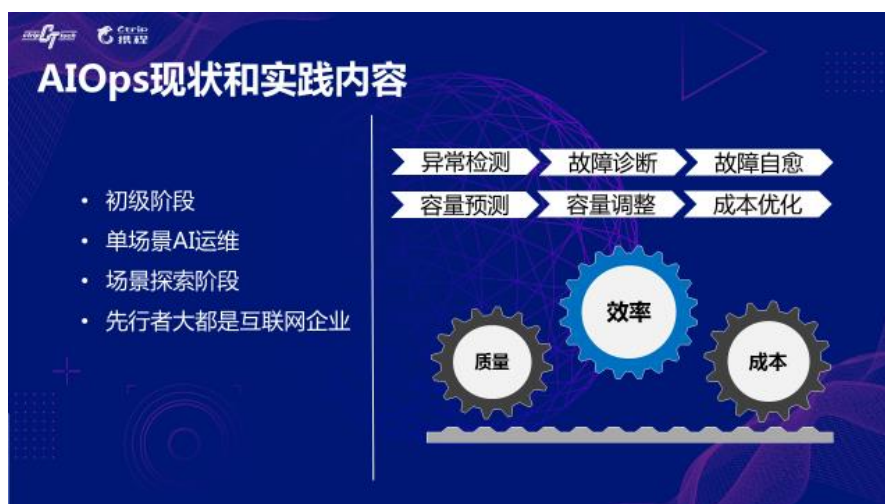 Ctrip tech
Ctrip
携程
AIOps现状和实践内容
• 初级阶段
• 单场景AI运维
• 场景探索阶段
• 先行者大都是互联网企业
异常检测 故障诊断 故障自愈
容量预测 容量调整 成本优化
效率
质量
成本